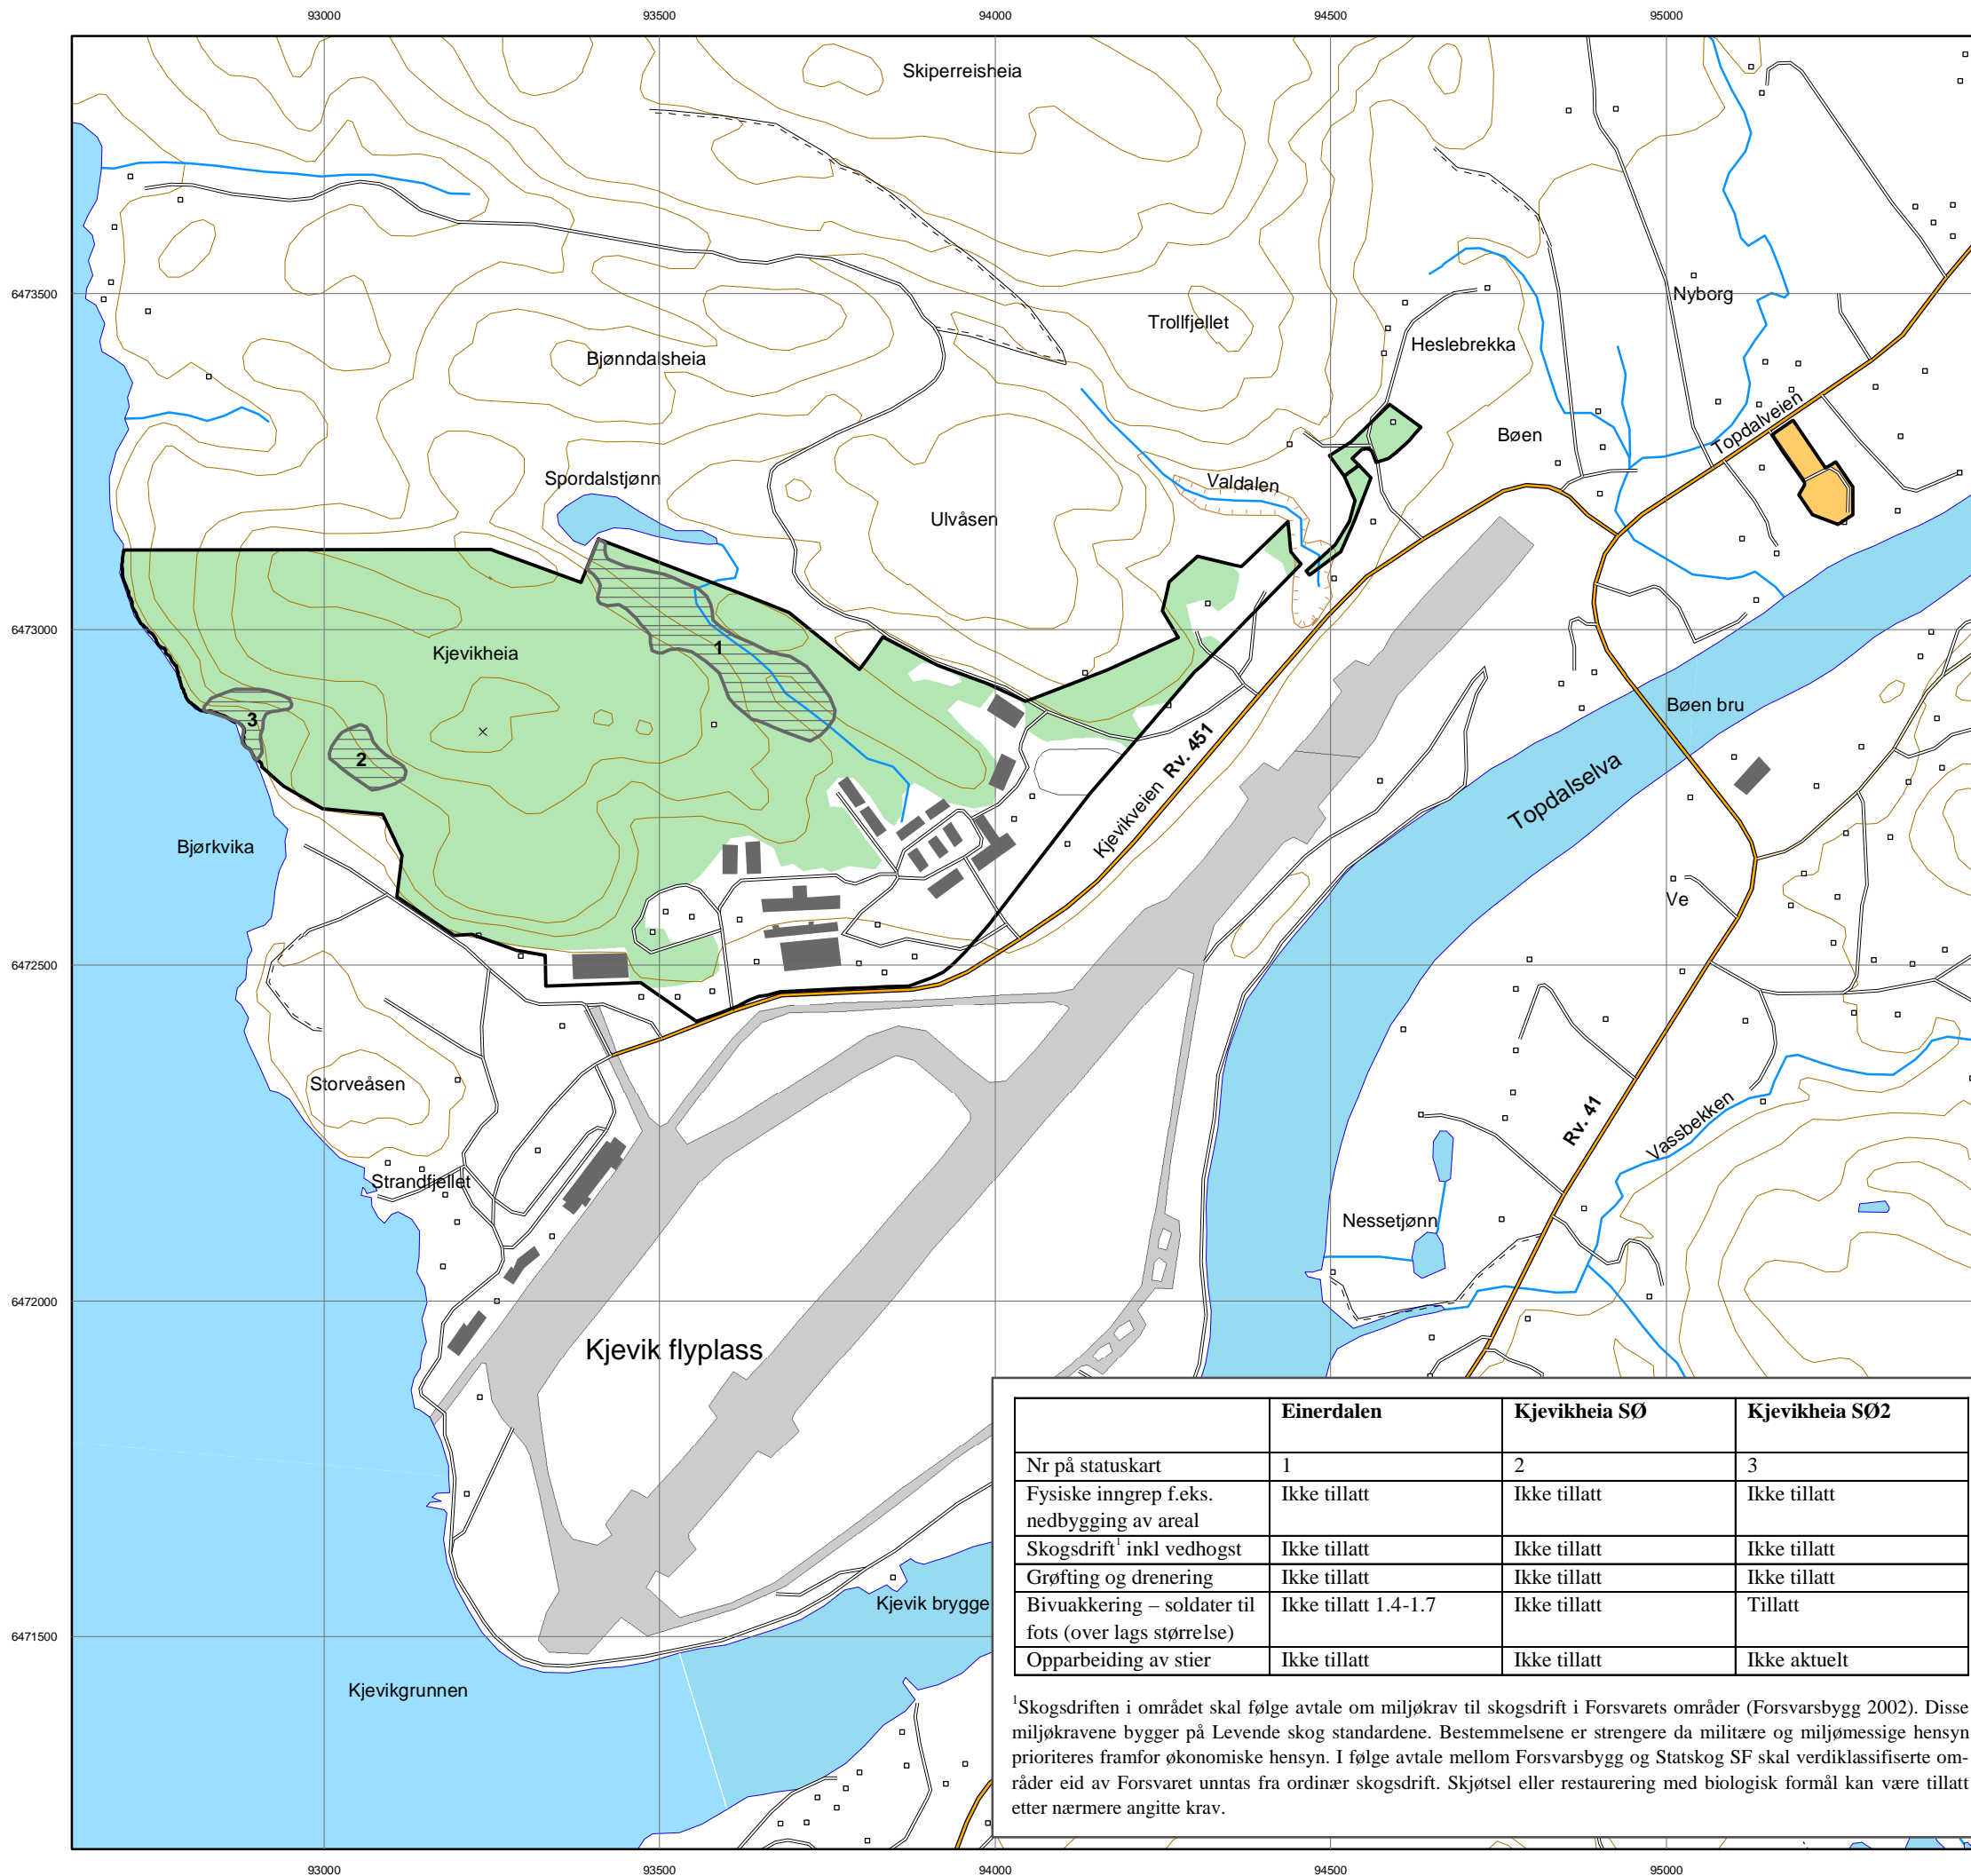 93000 93500 94000 94500 95000
Skiperreisheia
6473500
Nyborg
Trollfjellet
Heslebrekka
Bjønndalsheia
Topdalveien
Bøen
Spordalstjønn
Valdalen
Ulvåsen
6473000
Kjevikheia
1
Bøen bru
3
2
Kjevikveien Rv. 451
Topdalselva
Bjørkvika
Ve
6472500
Storveåsen
Rv. 41
Vassbekken
Strandfjellet
Nessetjønn
6472000
Kjevik flyplass
Einerdalen Kjevikheia SØ Kjevikheia SØ2
Nr på statuskart 1 2 3
Fysiske inngrep f.eks. Ikke tillatt Ikke tillatt Ikke tillatt
nedbygging av areal
Skogsdrift¹ inkl vedhogst Ikke tillatt Ikke tillatt Ikke tillatt
Grøfting og drenering Ikke tillatt Ikke tillatt Ikke tillatt
Bivuakkering – soldater til Ikke tillatt 1.4-1.7 Ikke tillatt Tillatt
fots (over lags størrelse)
Opparbeiding av stier Ikke tillatt Ikke tillatt Ikke aktuelt
Kjevik brygge
6471500
Kjevikgrunnen
¹Skogsdriften i området skal følge avtale om miljøkrav til skogsdrift i Forsvarets områder (Forsvarsbygg 2002). Disse
miljøkravene bygger på Levende skog standardene. Bestemmelsene er strengere da militære og miljømessige hensyn
prioriteres framfor økonomiske hensyn. I følge avtale mellom Forsvarsbygg og Statskog SF skal verdiklassifiserte om-
råder eid av Forsvaret unntas fra ordinær skogsdrift. Skjøtsel eller restaurering med biologisk formål kan være tillatt
etter nærmere angitte krav.
93000 93500 94000 94500 95000